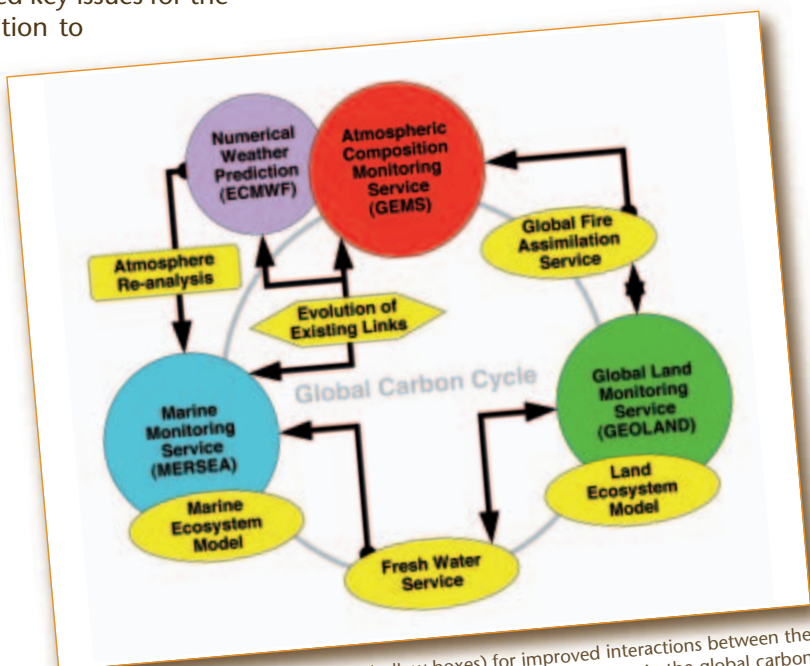 ed key issues for the
tion to
Numerical
Weather
Prediction
(ECMWF)
Atmospheric
Composition
Monitoring
Service
(GEMS)
Global Fire
Assimilation
Service
Atmosphere
Re-analysis
Evolution of
Existing Links
Global Carbon Cycle
Global Land
Monitoring
Service
(GEOLAND)
Marine
Monitoring
Service
(MERSEA)
Land
Ecosystem
Model
Marine
Ecosystem
Model
Fresh Water
Service
boxes) for improved interactions between the
the global carbon